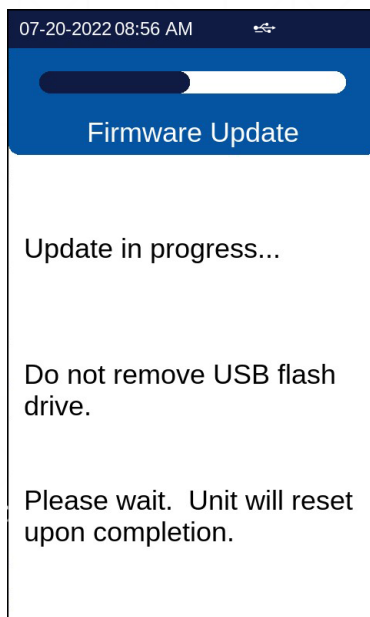 07-20-2022 08:56 AM
Firmware Update
Update in progress...
Do not remove USB flash
drive.
Please wait.  Unit will reset
upon completion.